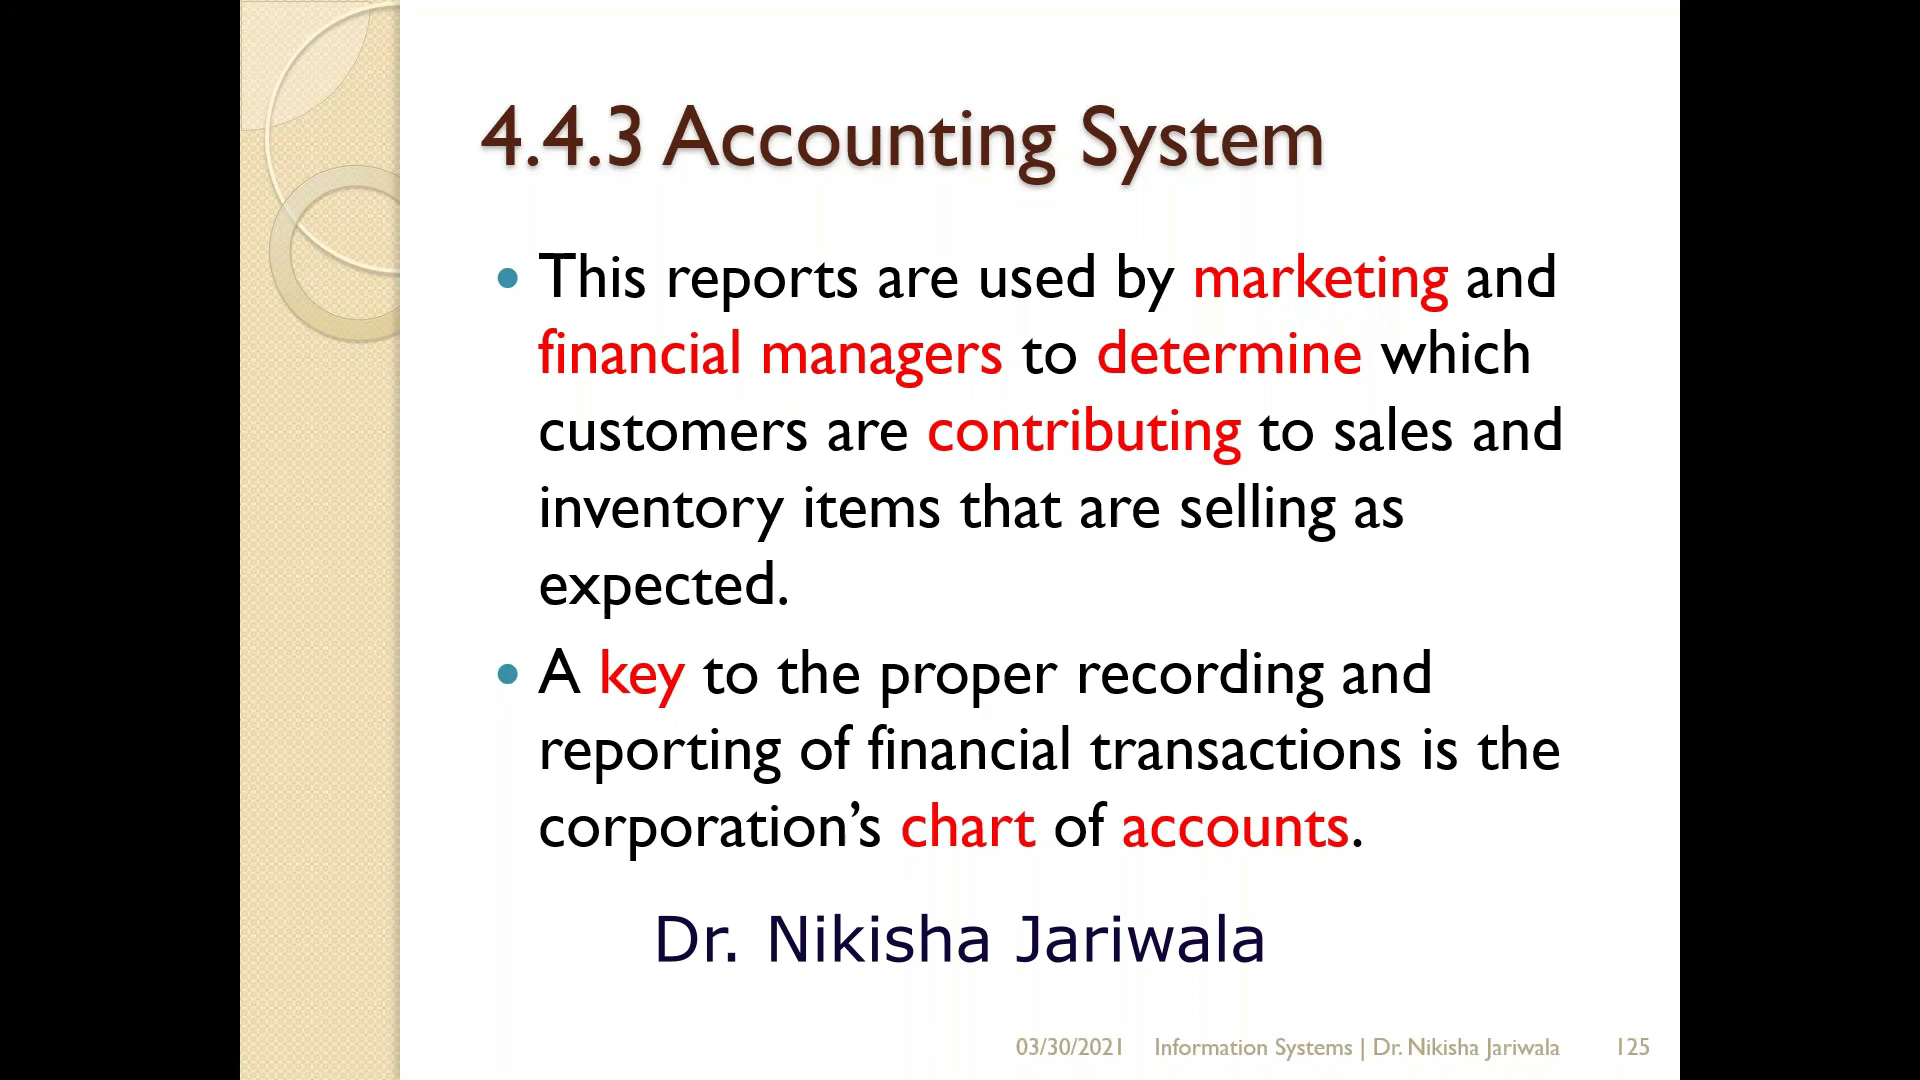 4.4.3 Accounting System
• This reports are used by marketing and
financial managers to determine which
customers are contributing to sales and
inventory items that are selling as
expected.
• A key to the proper recording and
reporting of financial transactions is the
corporation’s chart of accounts.
Dr. Nikisha Jariwala
03/30/2021 Information Systems | Dr. Nikisha Jariwala 125